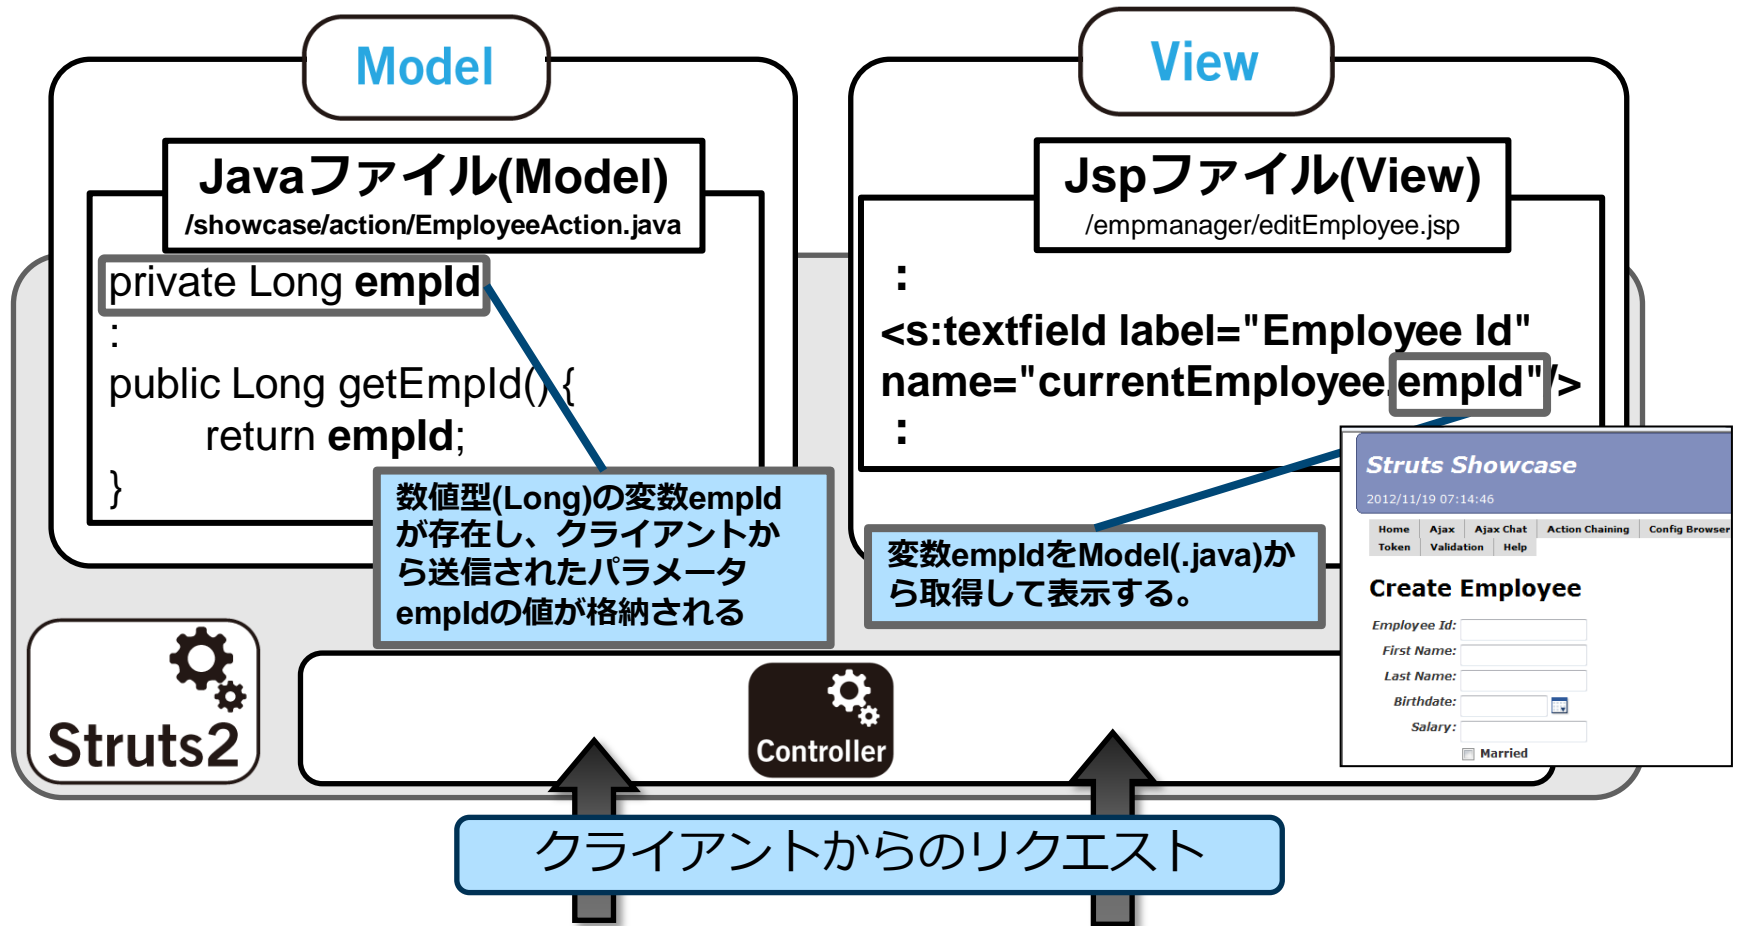 Model
Javaファイル(Model)
/showcase/action/EmployeeAction.java
private Long empId
:
public Long getEmpId() {
return empId;
}
数値型(Long)の変数empId
が存在し、クライアントか
ら送信されたパラメータ
empIdの値が格納される
View
Jspファイル(View)
/empmanager/editEmployee.jsp
:
<s:textfield label="Employee Id"
name="currentEmployee.empId"/>
:
変数empIdをModel(.java)か
ら取得して表示する。
Struts Showcase
2012/11/19 07:14:46
Home Ajax Ajax Chat Action Chaining Config Browser
Token Validation Help
Create Employee
Employee Id:
First Name:
Last Name:
Birthdate:
Salary:
Married
Struts2
Controller
クライアントからのリクエスト